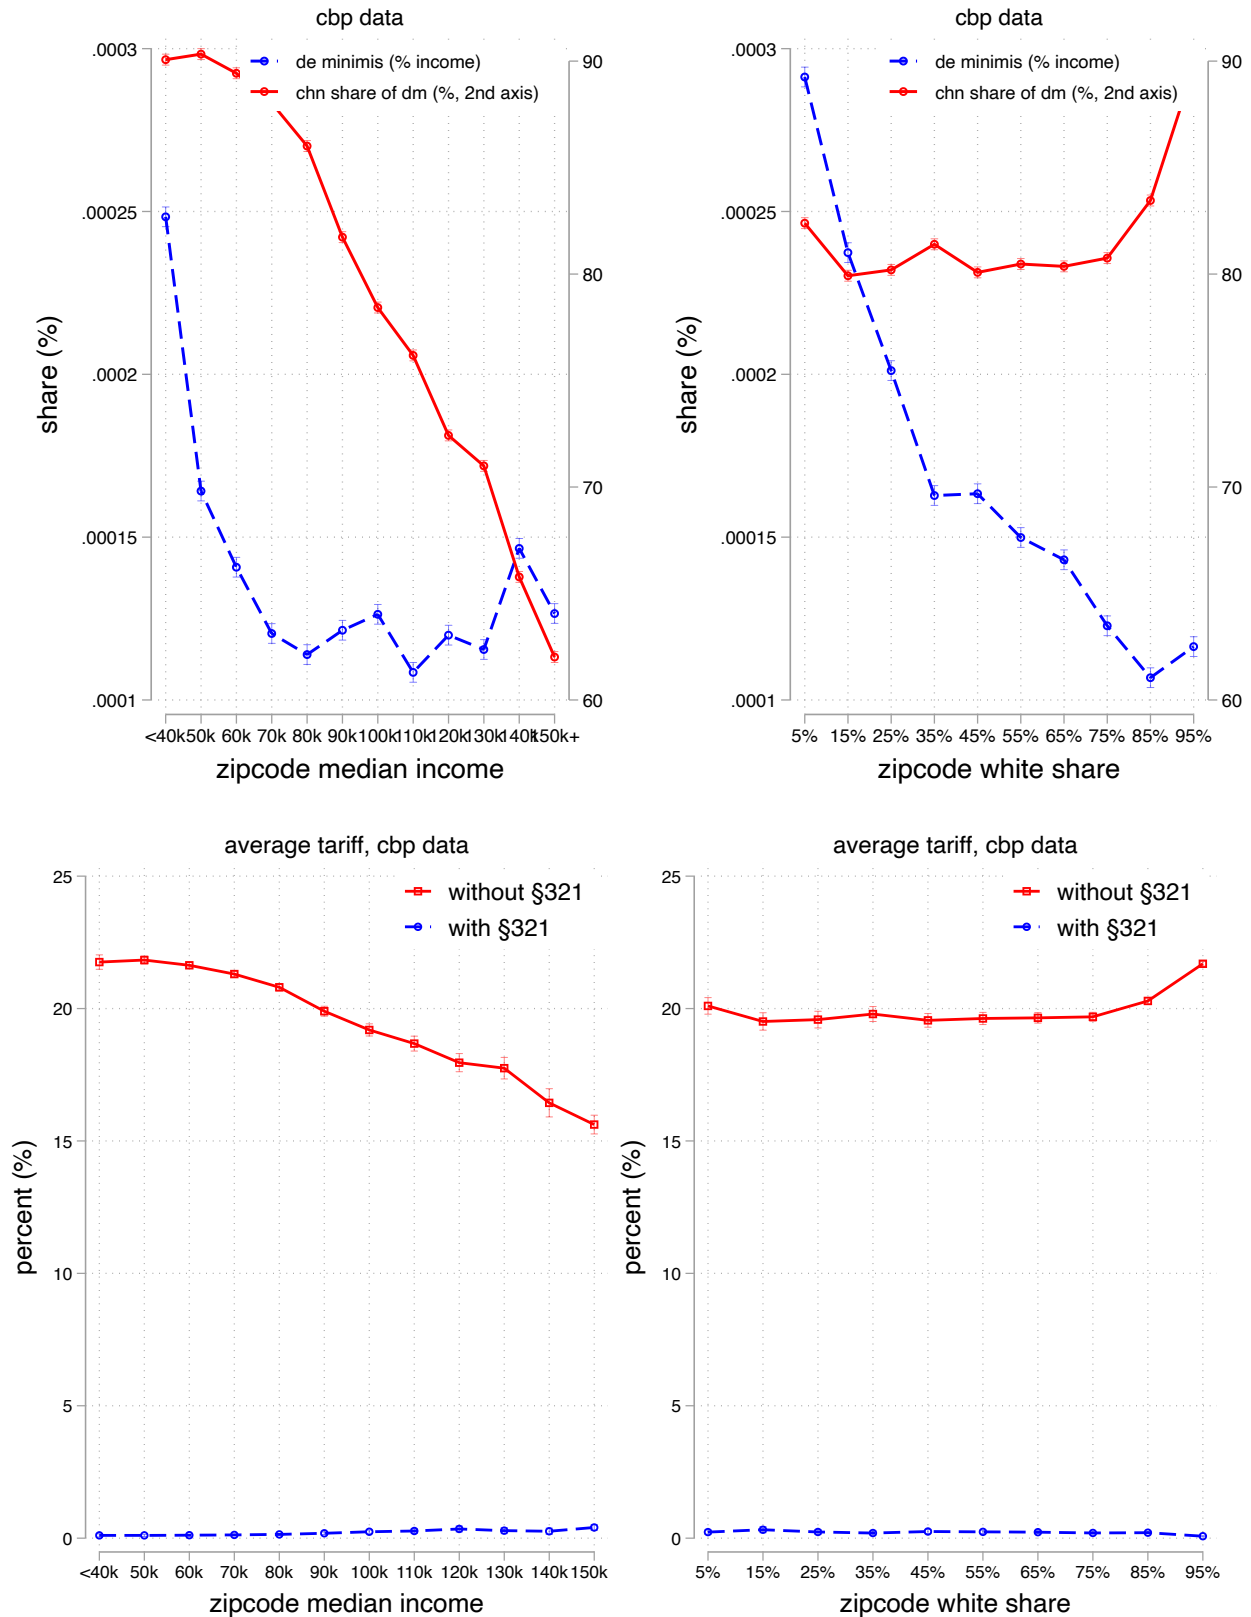 cbp data
de minimis (% income)
chn share of dm (%, 2nd axis)
.0003
.00025
.0002
.00015
.0001
90
80
70
60
share (%)
<40k 50k 60k 70k 80k 90k 100k 110k 120k 130k 140k 150k+
zipcode median income
cbp data
de minimis (% income)
chn share of dm (%, 2nd axis)
.0003
.00025
.0002
.00015
.0001
90
80
70
60
share (%)
5% 15% 25% 35% 45% 55% 65% 75% 85% 95%
zipcode white share
average tariff, cbp data
without §321
with §321
25
20
15
10
5
0
percent (%)
<40k 50k 60k 70k 80k 90k 100k 110k 120k 130k 140k 150k
zipcode median income
average tariff, cbp data
without §321
with §321
25
20
15
10
5
0
percent (%)
5% 15% 25% 35% 45% 55% 65% 75% 85% 95%
zipcode white share